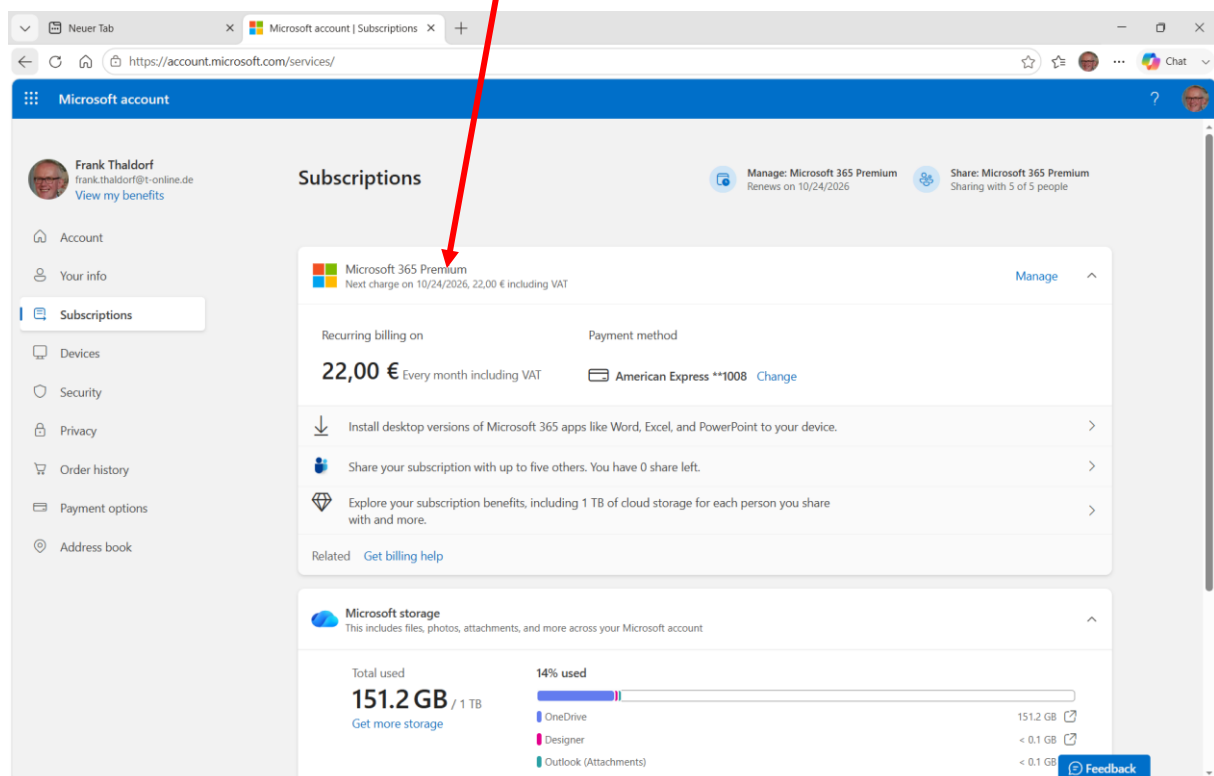 Neuer Tab
Microsoft account | Subscriptions
https://account.microsoft.com/services/
Chat
Microsoft account
?
Frank Thaldorf
frank.thaldorf@t-online.de
View my benefits
Account
Your info
Subscriptions
Devices
Security
Privacy
Order history
Payment options
Address book
Subscriptions
Manage: Microsoft 365 Premium
Renews on 10/24/2026
Share: Microsoft 365 Premium
Sharing with 5 of 5 people
Microsoft 365 Premium
Next charge on 10/24/2026, 22,00 € including VAT
Manage
Recurring billing on
22,00 € Every month including VAT
Payment method
American Express **1008 Change
Install desktop versions of Microsoft 365 apps like Word, Excel, and PowerPoint to your device.
Share your subscription with up to five others. You have 0 share left.
Explore your subscription benefits, including 1 TB of cloud storage for each person you share
with and more.
Related Get billing help
Microsoft storage
This includes files, photos, attachments, and more across your Microsoft account
Total used
151.2 GB / 1 TB
Get more storage
14% used
OneDrive 151.2 GB
Designer < 0.1 GB
Outlook (Attachments) < 0.1 GB
Feedback